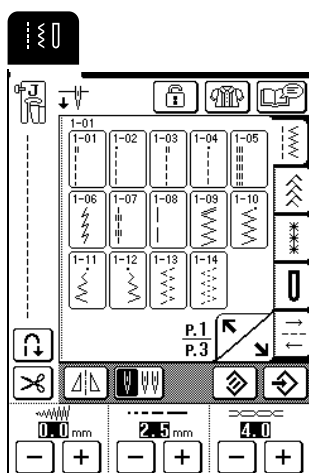 J
1-01
1-01 1-02 1-03 1-04 1-05
1-06 1-07 1-08 1-09 1-10
1-11 1-12 1-13 1-14
P.1
P.3
0.0 mm 2.5 mm 4.0
− + − + − +